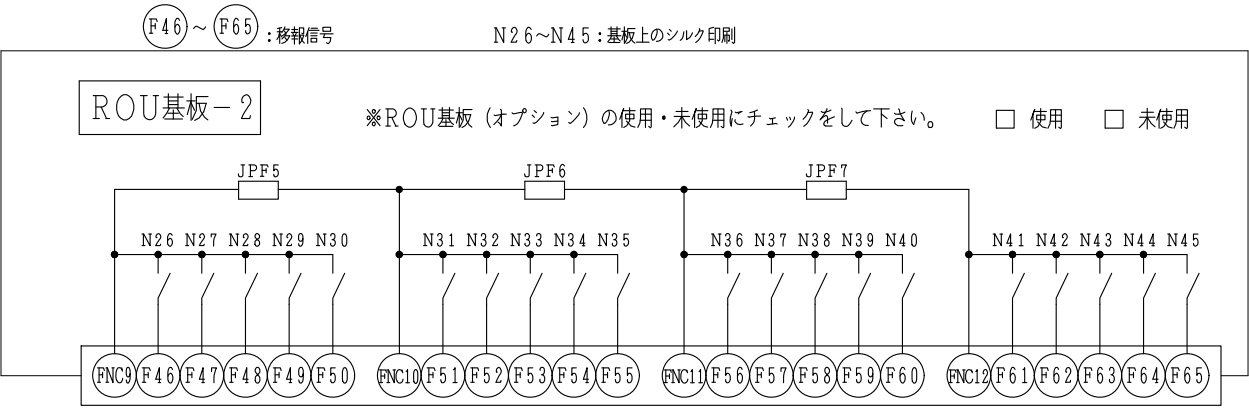 F46～F65：移報信号 N26～N45：基板上のシルク印刷
ROU基板－2
※ROU基板（オプション）の使用・未使用にチェックをして下さい。 □ 使用 □ 未使用
JPF5 JPF6 JPF7
N26 N27 N28 N29 N30 N31 N32 N33 N34 N35 N36 N37 N38 N39 N40 N41 N42 N43 N44 N45
FNC9 F46 F47 F48 F49 F50 FNC10 F51 F52 F53 F54 F55 FNC11 F56 F57 F58 F59 F60 FNC12 F61 F62 F63 F64 F65